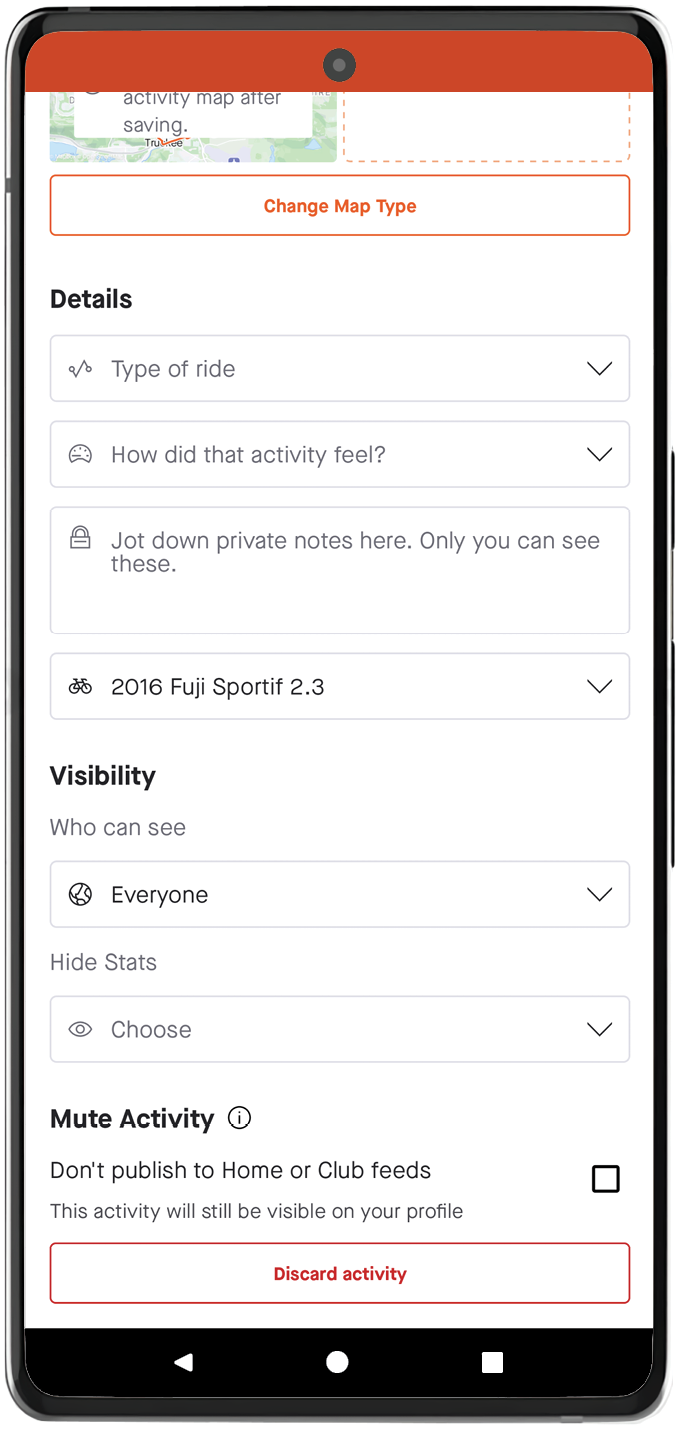 activity map after
saving.
Truckee
Change Map Type
Details
Type of ride
How did that activity feel?
Jot down private notes here. Only you can see
these.
2016 Fuji Sportif 2.3
Visibility
Who can see
Everyone
Hide Stats
Choose
Mute Activity
Don't publish to Home or Club feeds
This activity will still be visible on your profile
Discard activity